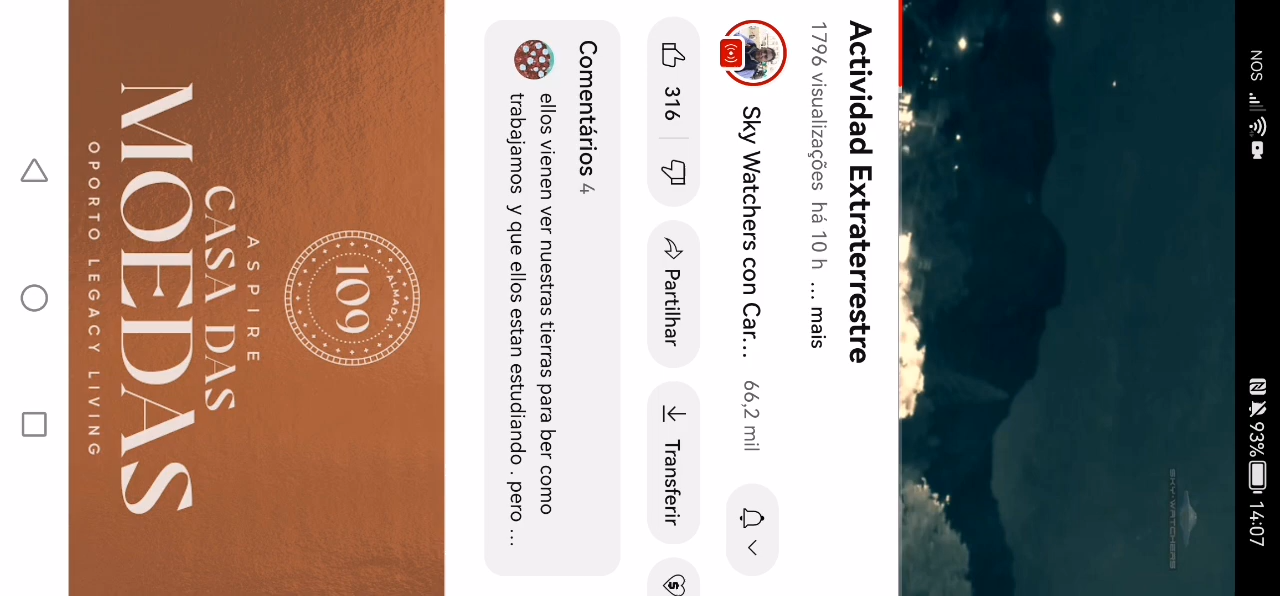 NOS 93% 14:07
SKY-WATCHERS
Actividad Extraterrestre
1796 visualizações há 10 h ... mais
Sky Watchers con Car... 66,2 mil
316 Partilhar Transferir
Comentários 4
ellos vienen ver nuestras tierras para ber como
trabajamos y que ellos estan estudiando . pero ...
ALMADA
109
ASPIRE
CASA DAS
MOEDAS
OPORTO LEGACY LIVING